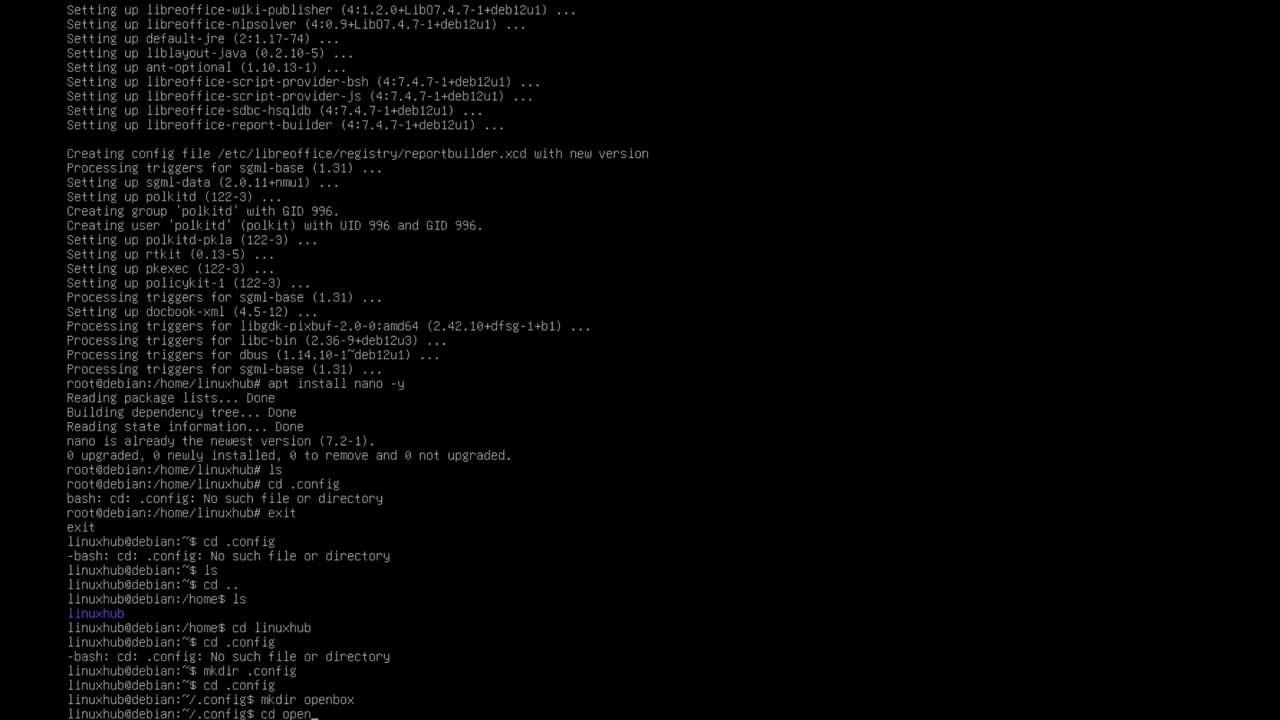 Setting up libreoffice-wiki-publisher (4:1.2.0+LibO7.4.7-1+deb12u1) ...
Setting up libreoffice-nlpsolver (4:0.9+LibO7.4.7-1+deb12u1) ...
Setting up default-jre (2:1.17-74) ...
Setting up liblayout-java (0.2.10-5) ...
Setting up ant-optional (1.10.13-1) ...
Setting up libreoffice-script-provider-bsh (4:7.4.7-1+deb12u1) ...
Setting up libreoffice-script-provider-js (4:7.4.7-1+deb12u1) ...
Setting up libreoffice-sdbc-hsqldb (4:7.4.7-1+deb12u1) ...
Setting up libreoffice-report-builder (4:7.4.7-1+deb12u1) ...
Creating config file /etc/libreoffice/registry/reportbuilder.xcd with new version
Processing triggers for sgml-base (1.31) ...
Setting up sgml-data (2.0.11+nmu1) ...
Setting up polkitd (122-3) ...
Creating group 'polkitd' with GID 996.
Creating user 'polkitd' (polkit) with UID 996 and GID 996.
Setting up polkitd-pkla (122-3) ...
Setting up rtkit (0.13-5) ...
Setting up pkexec (122-3) ...
Setting up policykit-1 (122-3) ...
Processing triggers for sgml-base (1.31) ...
Setting up docbook-xml (4.5-12) ...
Processing triggers for libgdk-pixbuf-2.0-0:amd64 (2.42.10+dfsg-1+b1) ...
Processing triggers for libc-bin (2.36-9+deb12u3) ...
Processing triggers for dbus (1.14.10-1~deb12u1) ...
Processing triggers for sgml-base (1.31) ...
root@debian:/home/linuxhub# apt install nano -y
Reading package lists... Done
Building dependency tree... Done
Reading state information... Done
nano is already the newest version (7.2-1).
0 upgraded, 0 newly installed, 0 to remove and 0 not upgraded.
root@debian:/home/linuxhub# ls
root@debian:/home/linuxhub# cd .config
bash: cd: .config: No such file or directory
root@debian:/home/linuxhub# exit
exit
linuxhub@debian:~$ cd .config
-bash: cd: .config: No such file or directory
linuxhub@debian:~$ ls
linuxhub@debian:~$ cd ..
linuxhub@debian:/home$ ls
linuxhub
linuxhub@debian:/home$ cd linuxhub
linuxhub@debian:~$ cd .config
-bash: cd: .config: No such file or directory
linuxhub@debian:~$ mkdir .config
linuxhub@debian:~$ cd .config
linuxhub@debian:~/.config$ mkdir openbox
linuxhub@debian:~/.config$ cd open_